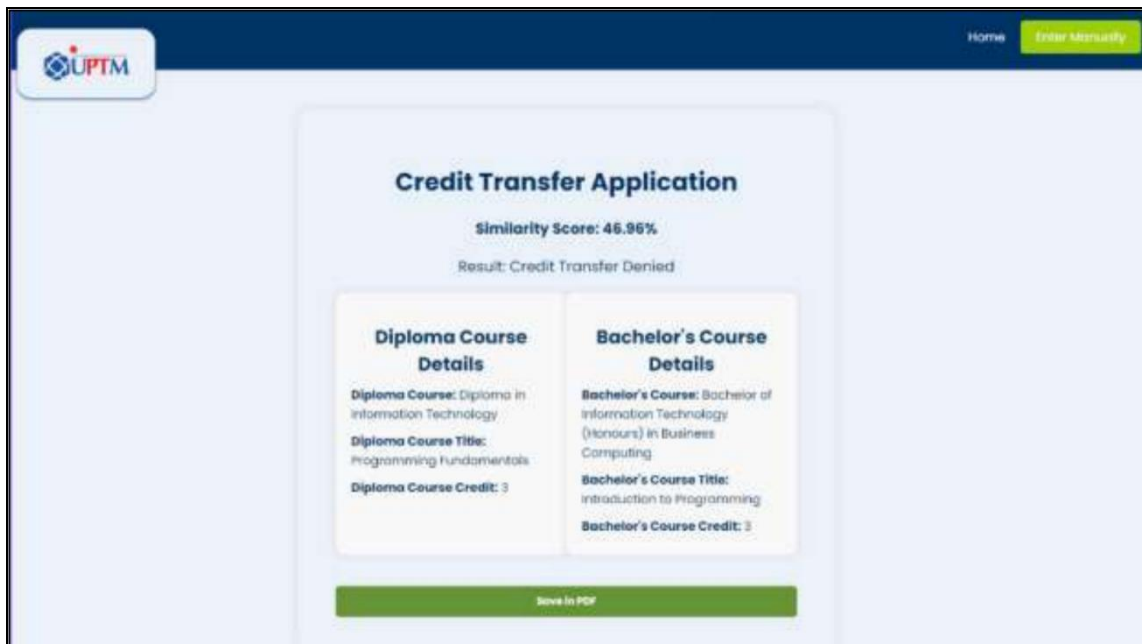 UPTM
Home
Enter Manually
Credit Transfer Application
Similarity Score: 46.96%
Result: Credit Transfer Denied
Diploma Course
Details
Diploma Course: Diploma in
Information Technology
Diploma Course Title:
Programming Fundamentals
Diploma Course Credit: 3
Bachelor's Course
Details
Bachelor's Course: Bachelor of
Information Technology
(Honours) in Business
Computing
Bachelor's Course Title:
Introduction to Programming
Bachelor's Course Credit: 3
Save in PDF